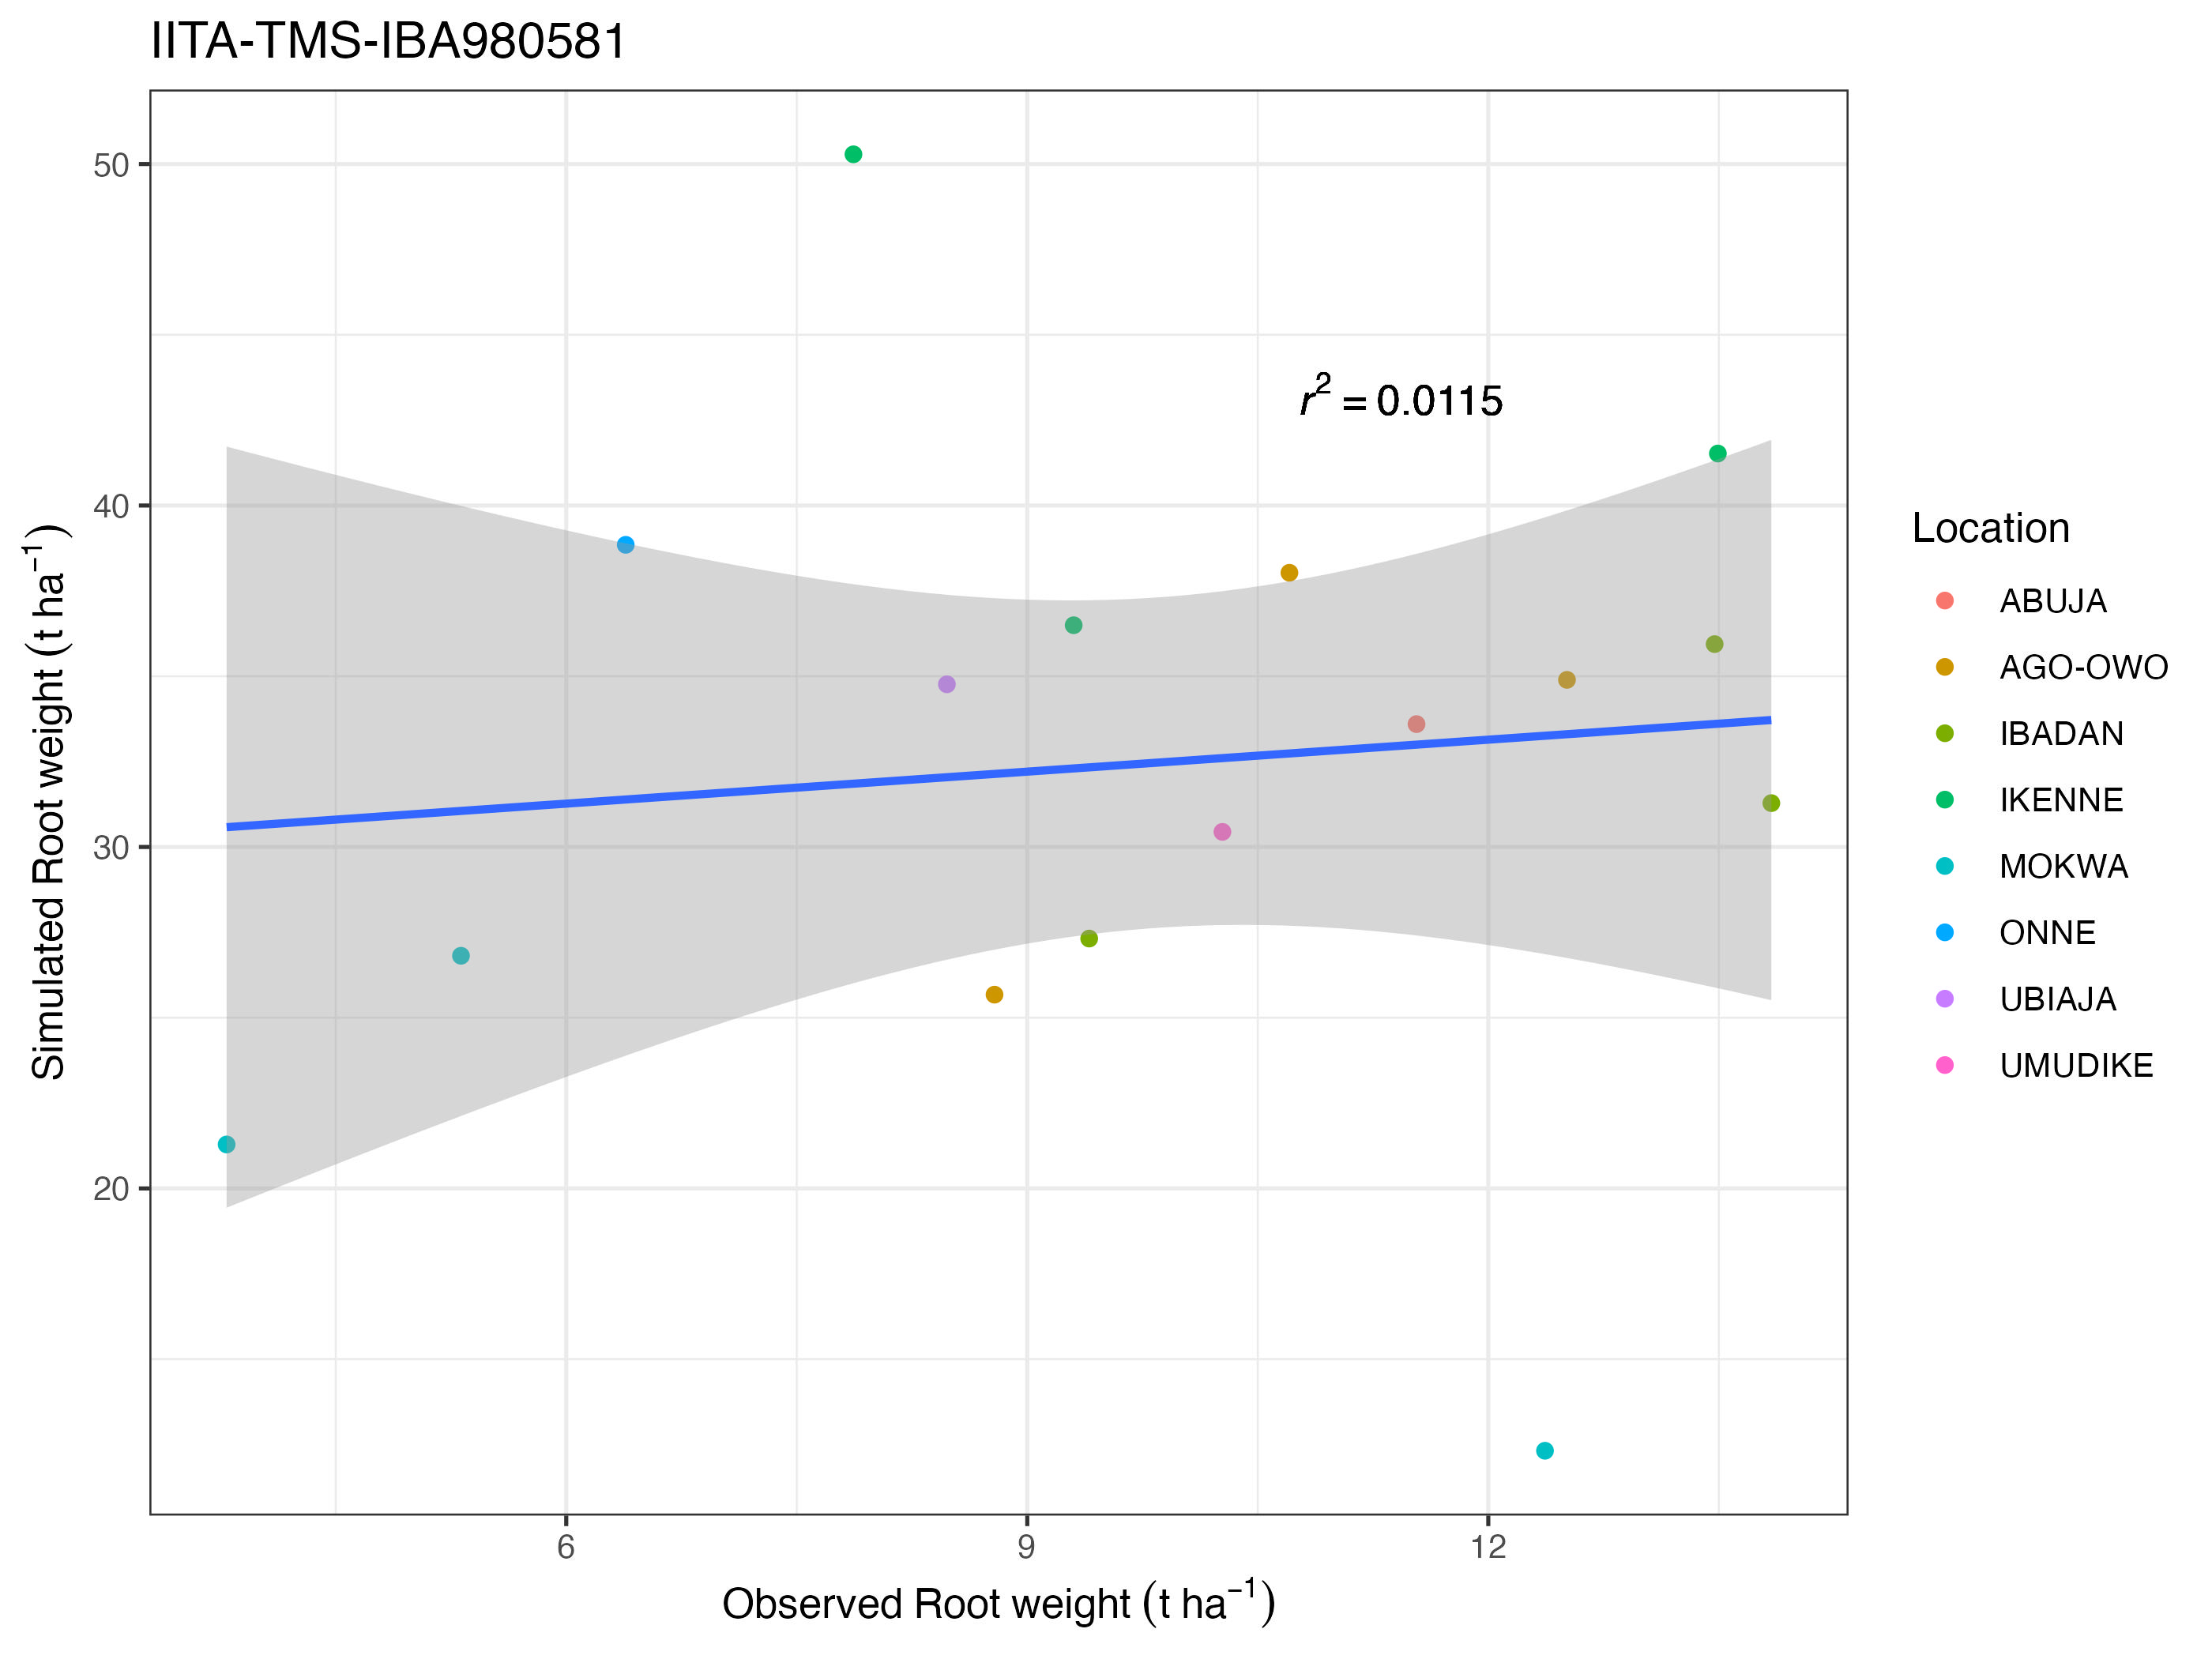 IITA-TMS-IBA980581
50
40
30
20
Simulated Root weight (t ha⁻¹)
r² = 0.0115
6
9
12
Observed Root weight (t ha⁻¹)
Location
ABUJA
AGO-OWO
IBADAN
IKENNE
MOKWA
ONNE
UBIAJA
UMUDIKE